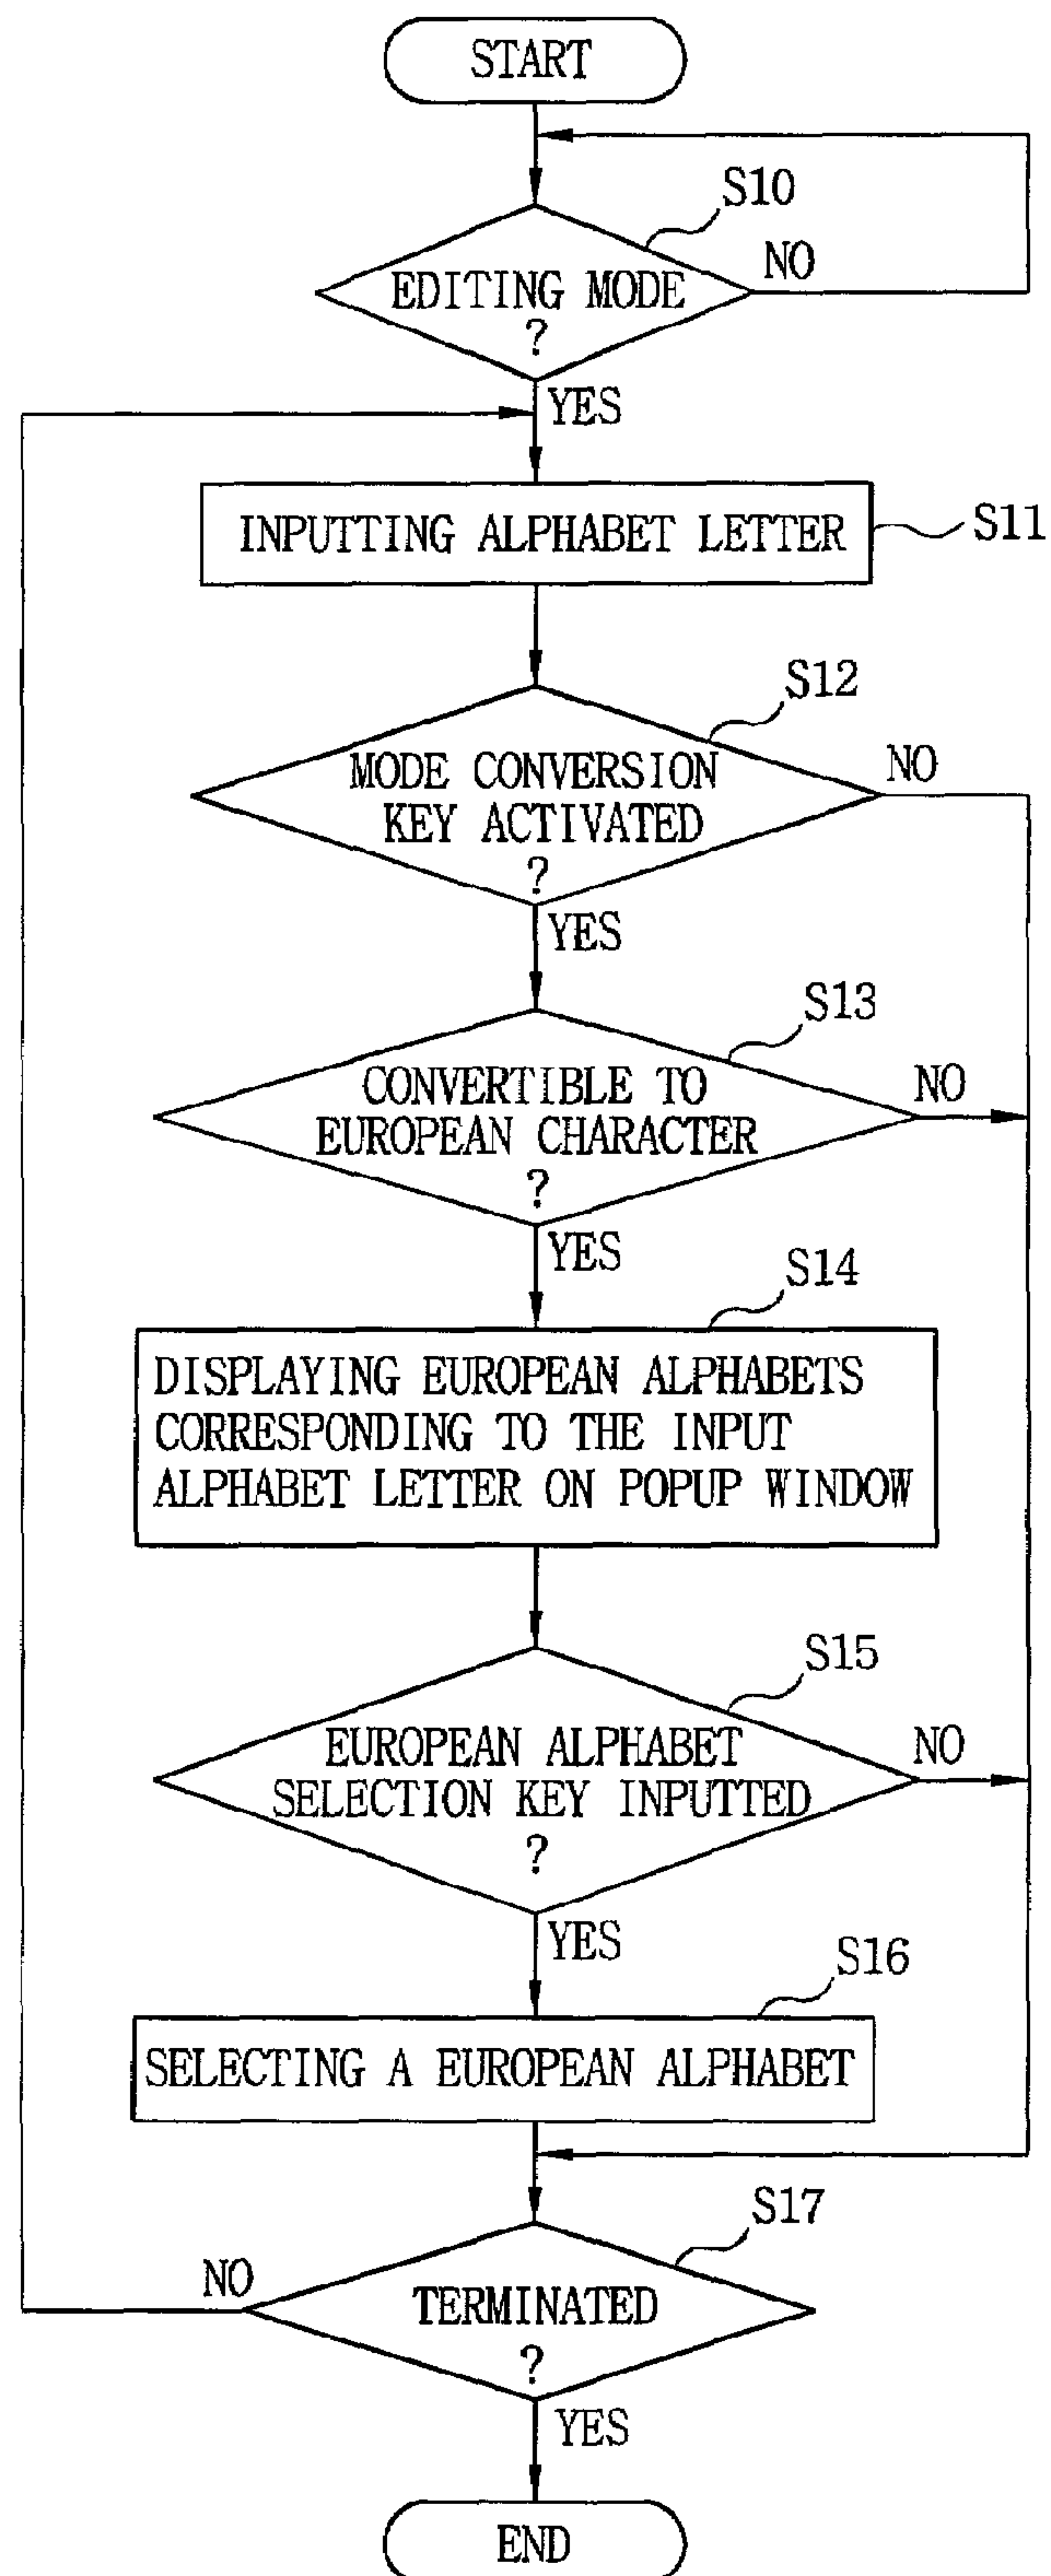 START
S10
EDITING MODE
?
NO
YES
INPUTTING ALPHABET LETTER
S11
S12
MODE CONVERSION
KEY ACTIVATED
?
NO
YES
S13
CONVERTIBLE TO
EUROPEAN CHARACTER
?
NO
YES
S14
DISPLAYING EUROPEAN ALPHABETS
CORRESPONDING TO THE INPUT
ALPHABET LETTER ON POPUP WINDOW
S15
EUROPEAN ALPHABET
SELECTION KEY INPUTTED
?
NO
YES
S16
SELECTING A EUROPEAN ALPHABET
S17
NO
TERMINATED
?
YES
END